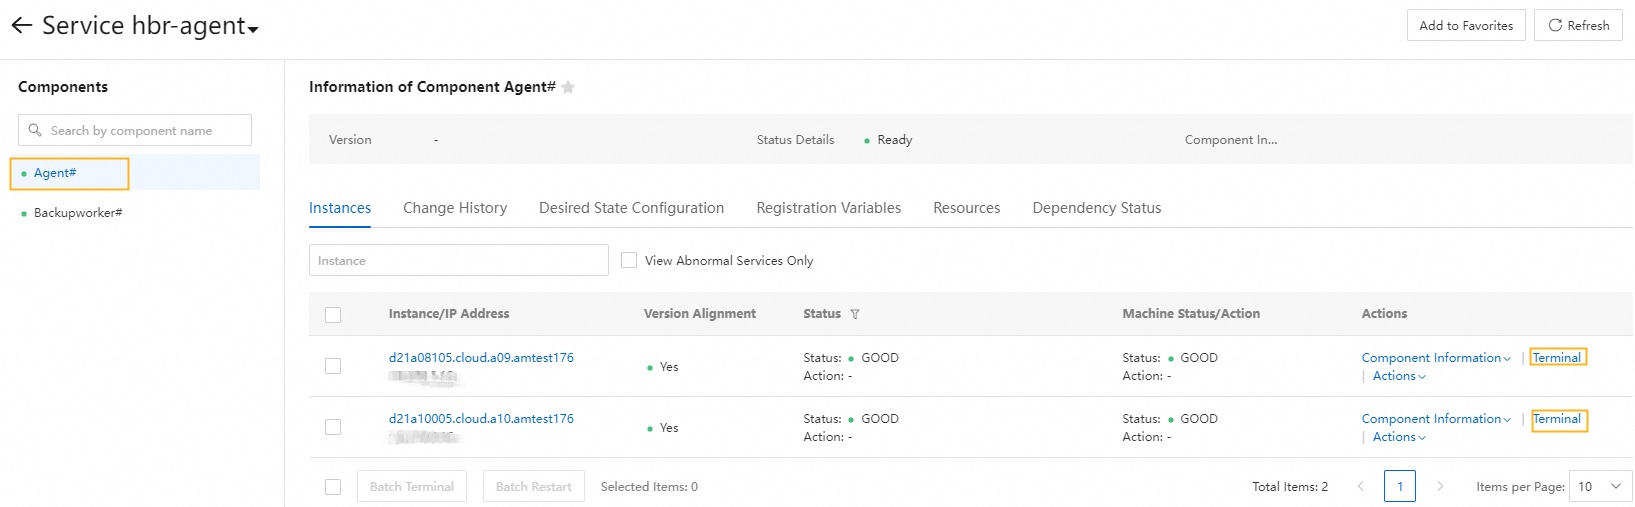 Service hbr-agent
Add to Favorites
Refresh
Components
Search by component name
Agent#
Backupworker#
Information of Component Agent#
Version - Status Details Ready Component In...
Instances Change History Desired State Configuration Registration Variables Resources Dependency Status
Instance
View Abnormal Services Only
Instance/IP Address Version Alignment Status Machine Status/Action Actions
d21a08105.cloud.a09.amtest176 Yes Status: GOOD Status: GOOD Component Information | Terminal
Action: - Action: - | Actions
d21a10005.cloud.a10.amtest176 Yes Status: GOOD Status: GOOD Component Information | Terminal
Action: - Action: - | Actions
Batch Terminal Batch Restart Selected Items: 0 Total Items: 2 < 1 > Items per Page: 10